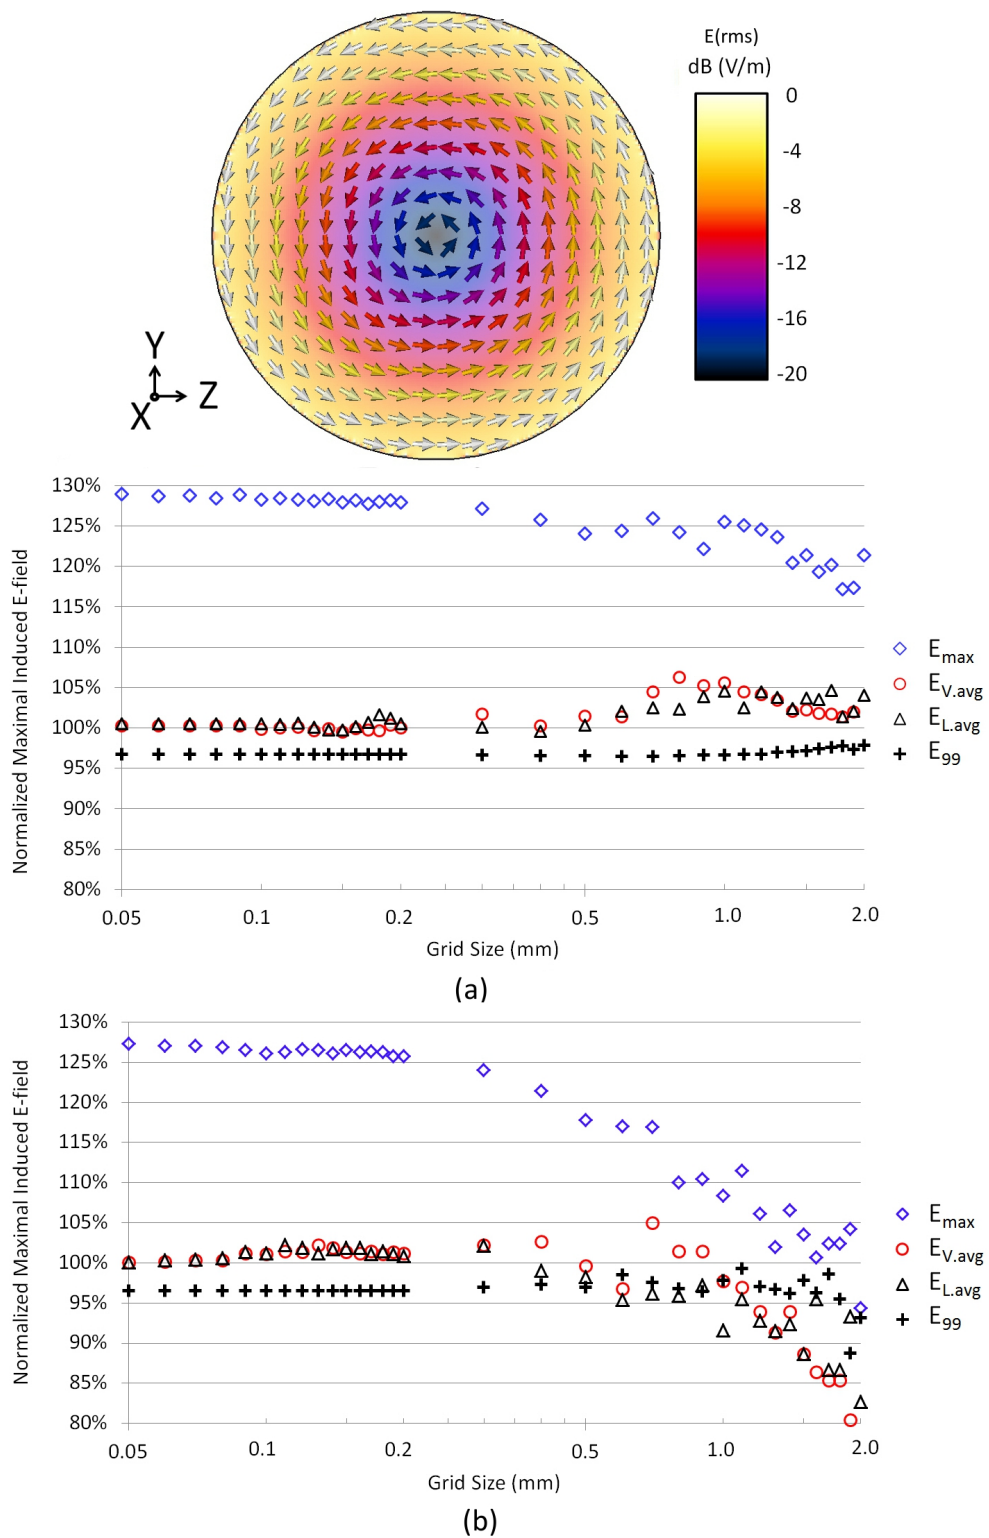 E(rms)
dB (V/m)
0
-4
-8
-12
-16
-20
Y
X
Z
130%
125%
120%
115%
110%
105%
100%
95%
90%
85%
80%
Normalized Maximal Induced E-field
0.05 0.1 0.2 0.5 1.0 2.0
Grid Size (mm)
Emax
EV.avg
EL.avg
E99
(a)
130%
125%
120%
115%
110%
105%
100%
95%
90%
85%
80%
Normalized Maximal Induced E-field
0.05 0.1 0.2 0.5 1.0 2.0
Grid Size (mm)
Emax
EV.avg
EL.avg
E99
(b)